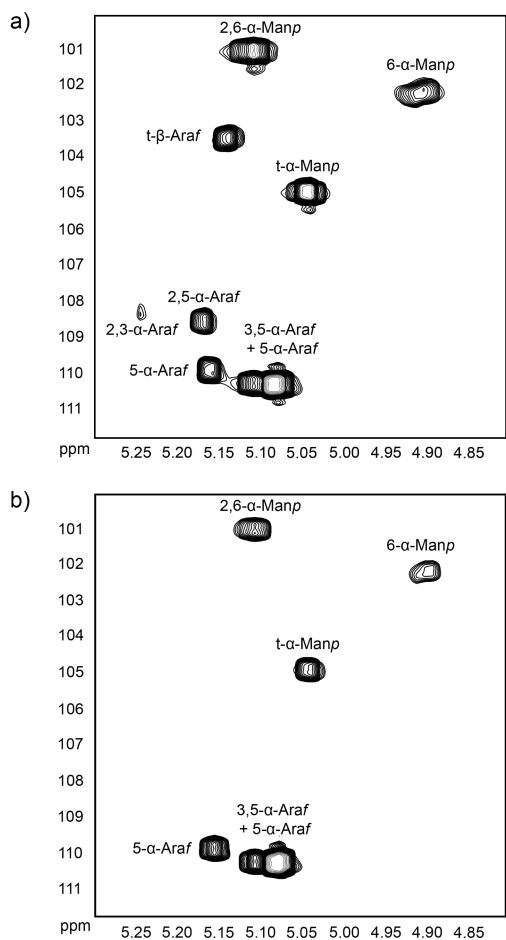 a)
2,6-α-Manp
101
6-α-Manp
102
103
t-β-Araf
104
t-α-Manp
105
106
107
2,5-α-Araf
108
2,3-α-Araf
3,5-α-Araf
109
+ 5-α-Araf
5-α-Araf
110
111
ppm 5.25 5.20 5.15 5.10 5.05 5.00 4.95 4.90 4.85
b)
2,6-α-Manp
101
6-α-Manp
102
103
104
t-α-Manp
105
106
107
108
3,5-α-Araf
109
+ 5-α-Araf
5-α-Araf
110
111
ppm
5.25 5.20 5.15 5.10 5.05 5.00 4.95 4.90 4.85